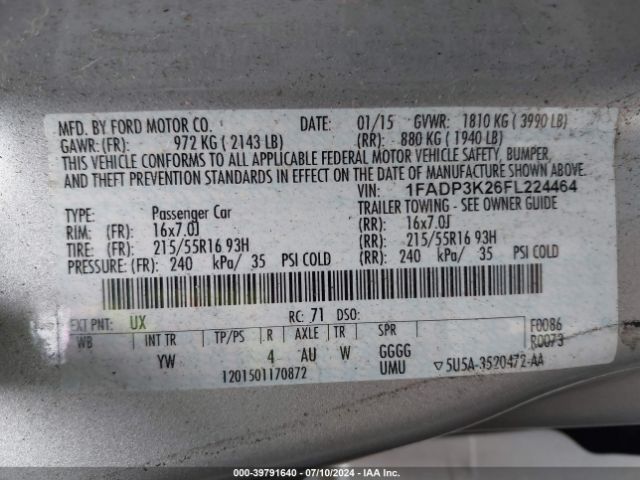 MFD. BY FORD MOTOR CO. DATE: 01/15 GVWR: 1810 KG ( 3990 LB)
GAWR:(FR): 972 KG ( 2143 LB) (RR): 880 KG ( 1940 LB)
THIS VEHICLE CONFORMS TO ALL APPLICABLE FEDERAL MOTOR VEHICLE SAFETY, BUMPER,
AND THEFT PREVENTION STANDARDS IN EFFECT ON THE DATE OF MANUFACTURE SHOWN ABOVE.
VIN: 1FADP3K26FL224464
TYPE: Passenger Car TRAILER TOWING - SEE OWNER GUIDE
RIM: (FR): 16x7.0J (RR): 16x7.0J
TIRE: (FR): 215/55R16 93H (RR): 215/55R16 93H
PRESSURE: (FR): 240 kPa/ 35 PSI COLD (RR): 240 kPa/ 35 PSI COLD
EXT PNT: UX RC: 71 DSO:
WB INT TR TP/PS R AXLE TR SPR F0086
YW 4 AU W GGGG R0073
1201501170872 UMU ▽5U5A-3520472-AA
000-39791640 / 07/10/2024 - IAA Inc.